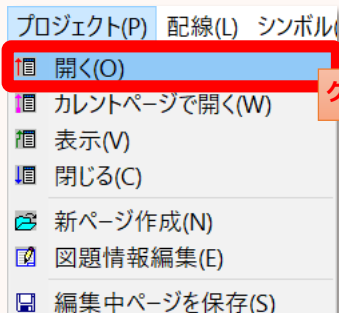 プロジェクト(P) 配線(L) シンボル(
開く(O)
カレントページで開く(W)
表示(V)
閉じる(C)
新ページ作成(N)
図題情報編集(E)
編集中ページを保存(S)